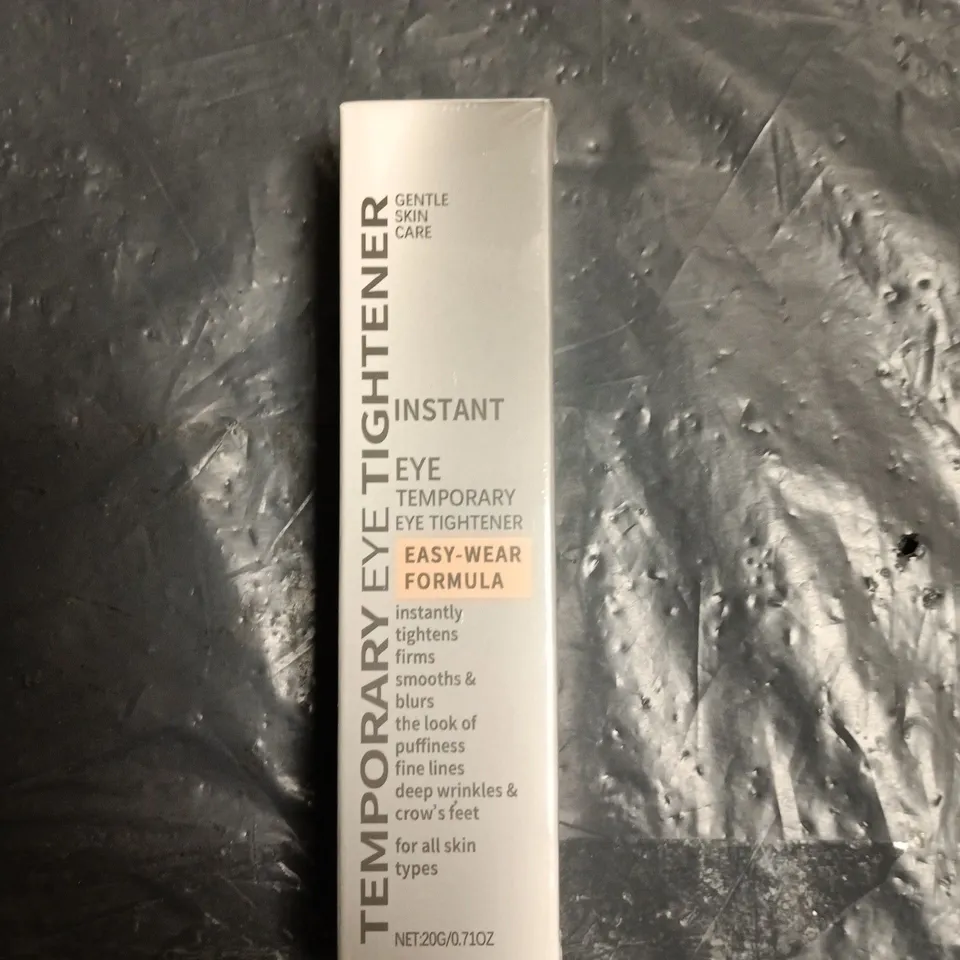 TEMPORARY EYE TIGHTENER
GENTLE
SKIN
CARE
INSTANT
EYE
TEMPORARY
EYE TIGHTENER
EASY-WEAR
FORMULA
instantly
tightens
firms
smooths &
blurs
the look of
puffiness
fine lines
deep wrinkles &
crow's feet
for all skin
types
NET:20G/0.71OZ